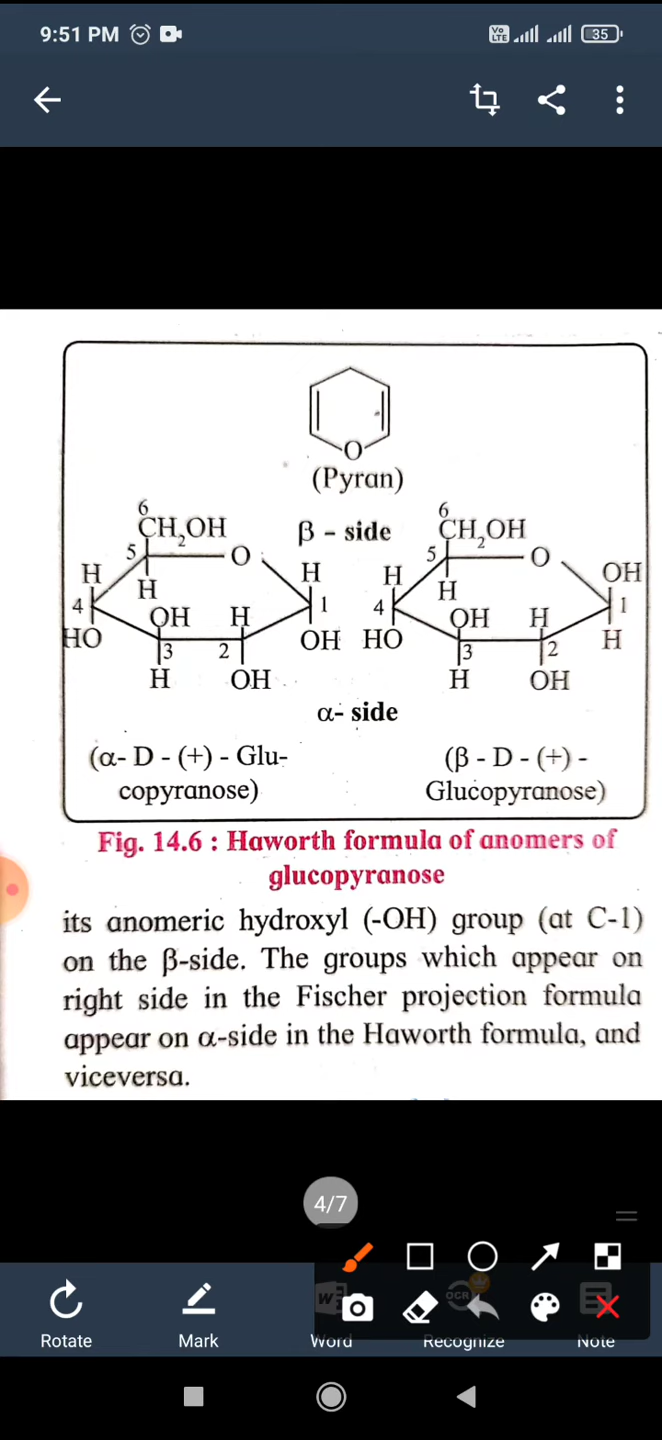 9:51 PM
Vo LTE 35
O
(Pyran)
6 6
CH2OH β - side CH2OH
5 O 5 O
H H H H H OH
4 OH H 1 4 OH H 1
HO 3 2 OH HO 3 2 H
H OH H OH
α- side
(α- D - (+) - Glu- (β - D - (+) -
copyranose) Glucopyranose)
Fig. 14.6 : Haworth formula of anomers of
glucopyranose
its anomeric hydroxyl (-OH) group (at C-1)
on the β-side. The groups which appear on
right side in the Fischer projection formula
appear on α-side in the Haworth formula, and
viceversa.
4/7
W OCR
Rotate Mark Word Recognize Note